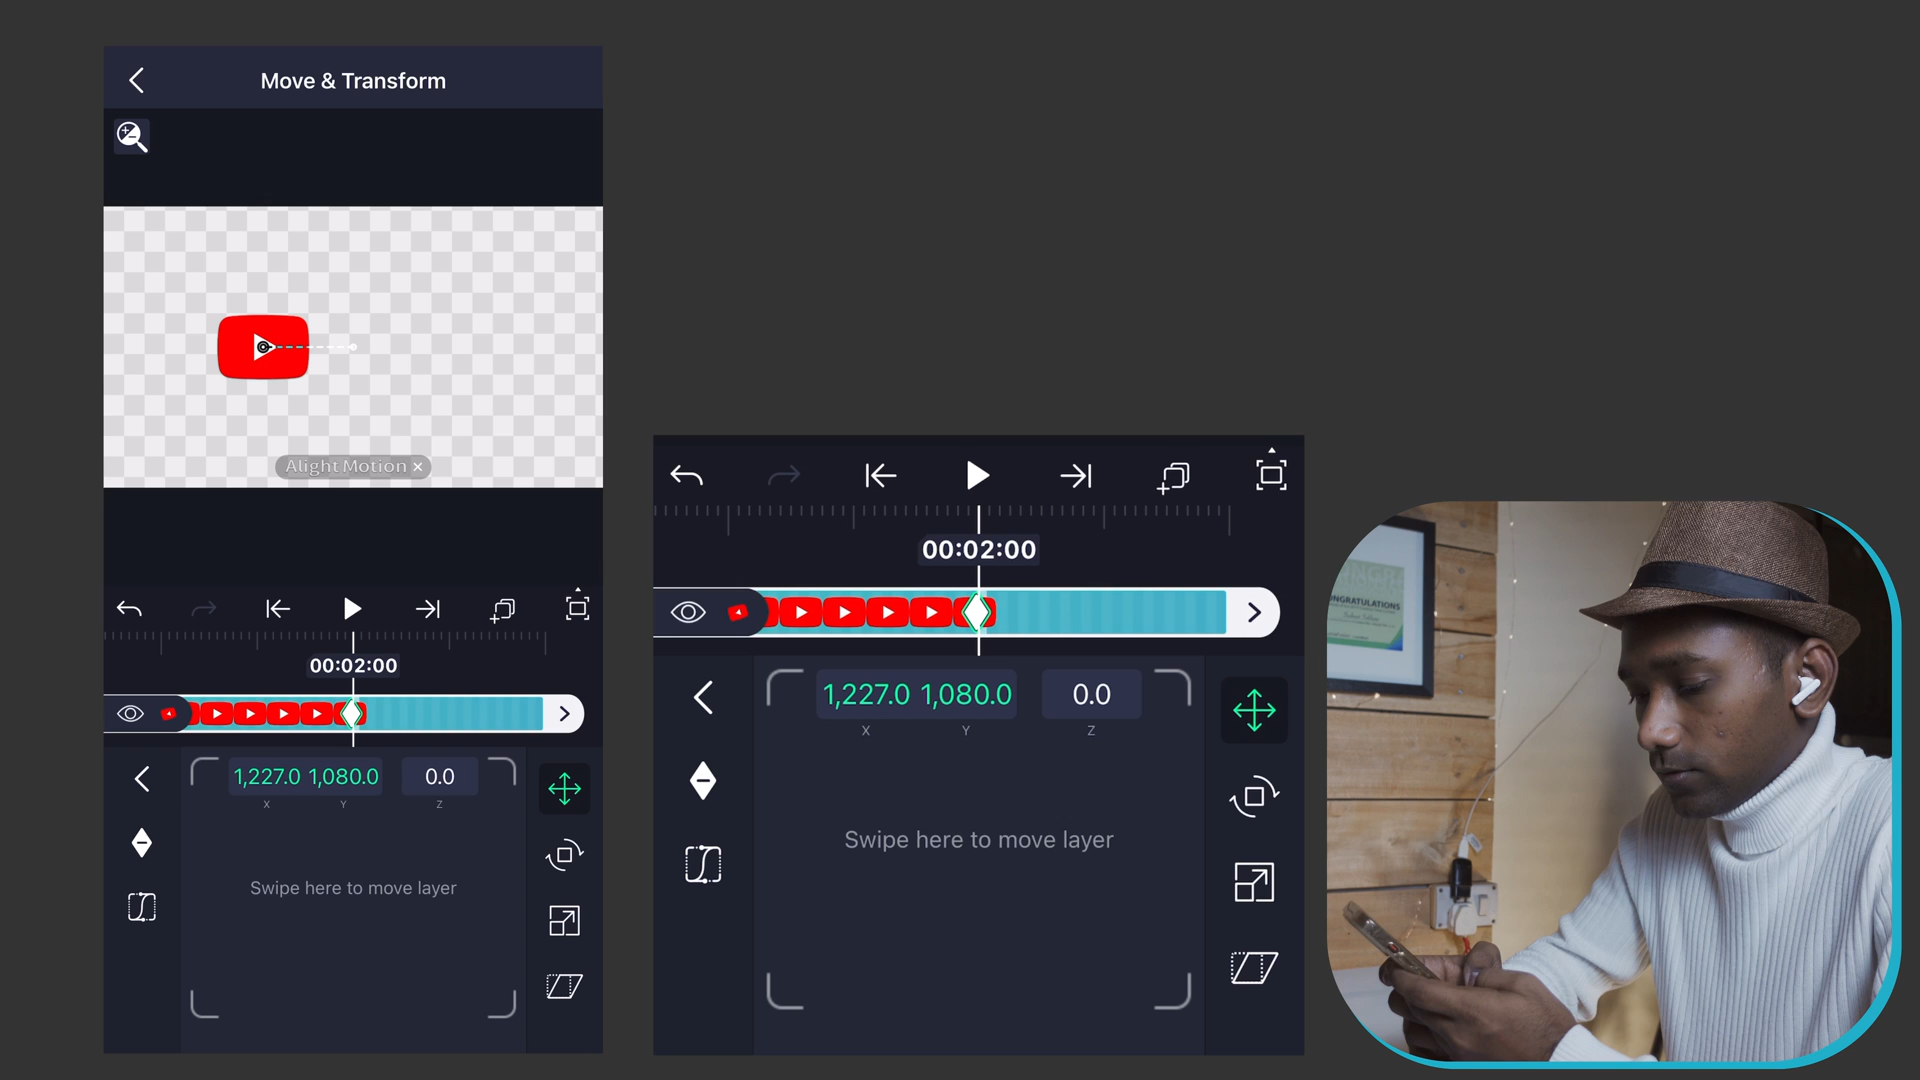 Move & Transform
Alight Motion ×
00:02:00
1,227.0 1,080.0 0.0
X Y Z
Swipe here to move layer
00:02:00
1,227.0 1,080.0 0.0
X Y Z
Swipe here to move layer
ONGRATULATIONS